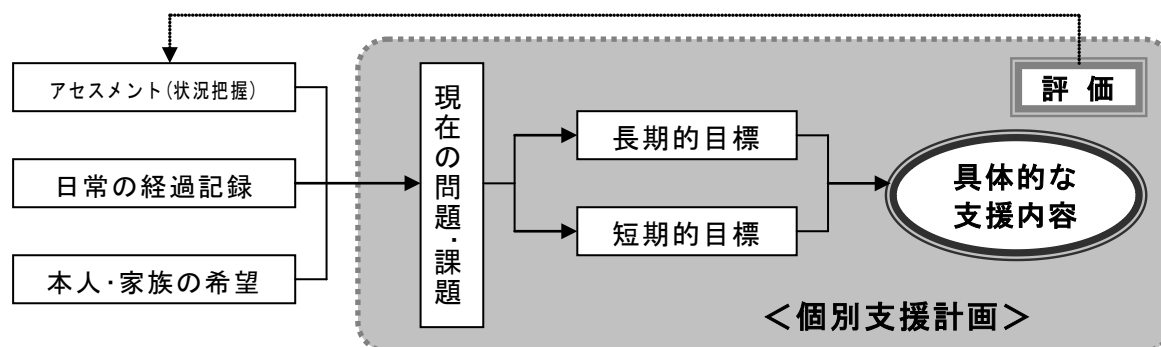 アセスメント(状況把握)
日常の経過記録
本人・家族の希望
現在の問題・課題
長期的目標
短期的目標
評価
具体的な
支援内容
＜個別支援計画＞